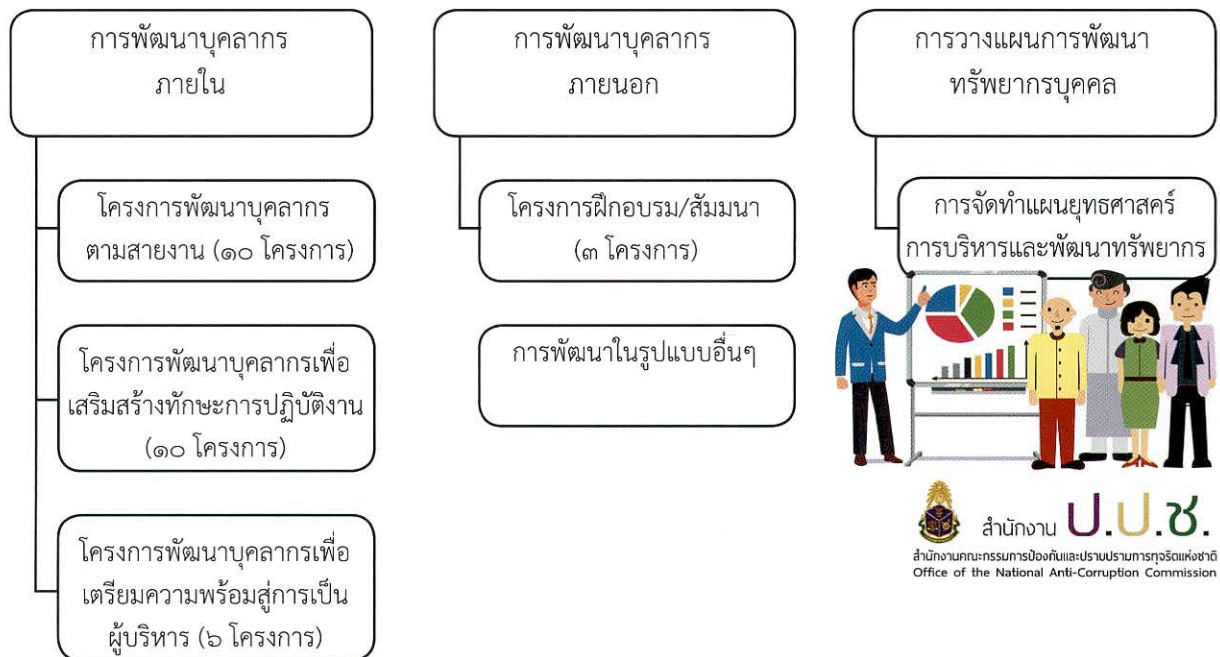 การพัฒนาบุคลากร
ภายใน
โครงการพัฒนาบุคลากร
ตามสายงาน (๑๐ โครงการ)
โครงการพัฒนาบุคลากรเพื่อ
เสริมสร้างทักษะการปฏิบัติงาน
(๑๐ โครงการ)
โครงการพัฒนาบุคลากรเพื่อ
เตรียมความพร้อมสู่การเป็น
ผู้บริหาร (๖ โครงการ)
การพัฒนาบุคลากร
ภายนอก
โครงการฝึกอบรม/สัมมนา
(๓ โครงการ)
การพัฒนาในรูปแบบอื่นๆ
การวางแผนการพัฒนา
ทรัพยากรบุคคล
การจัดทำแผนยุทธศาสตร์
การบริหารและพัฒนาทรัพยากร
สำนักงาน ป.ป.ช.
สำนักงานคณะกรรมการป้องกันและปราบปรามการทุจริตแห่งชาติ
Office of the National Anti-Corruption Commission